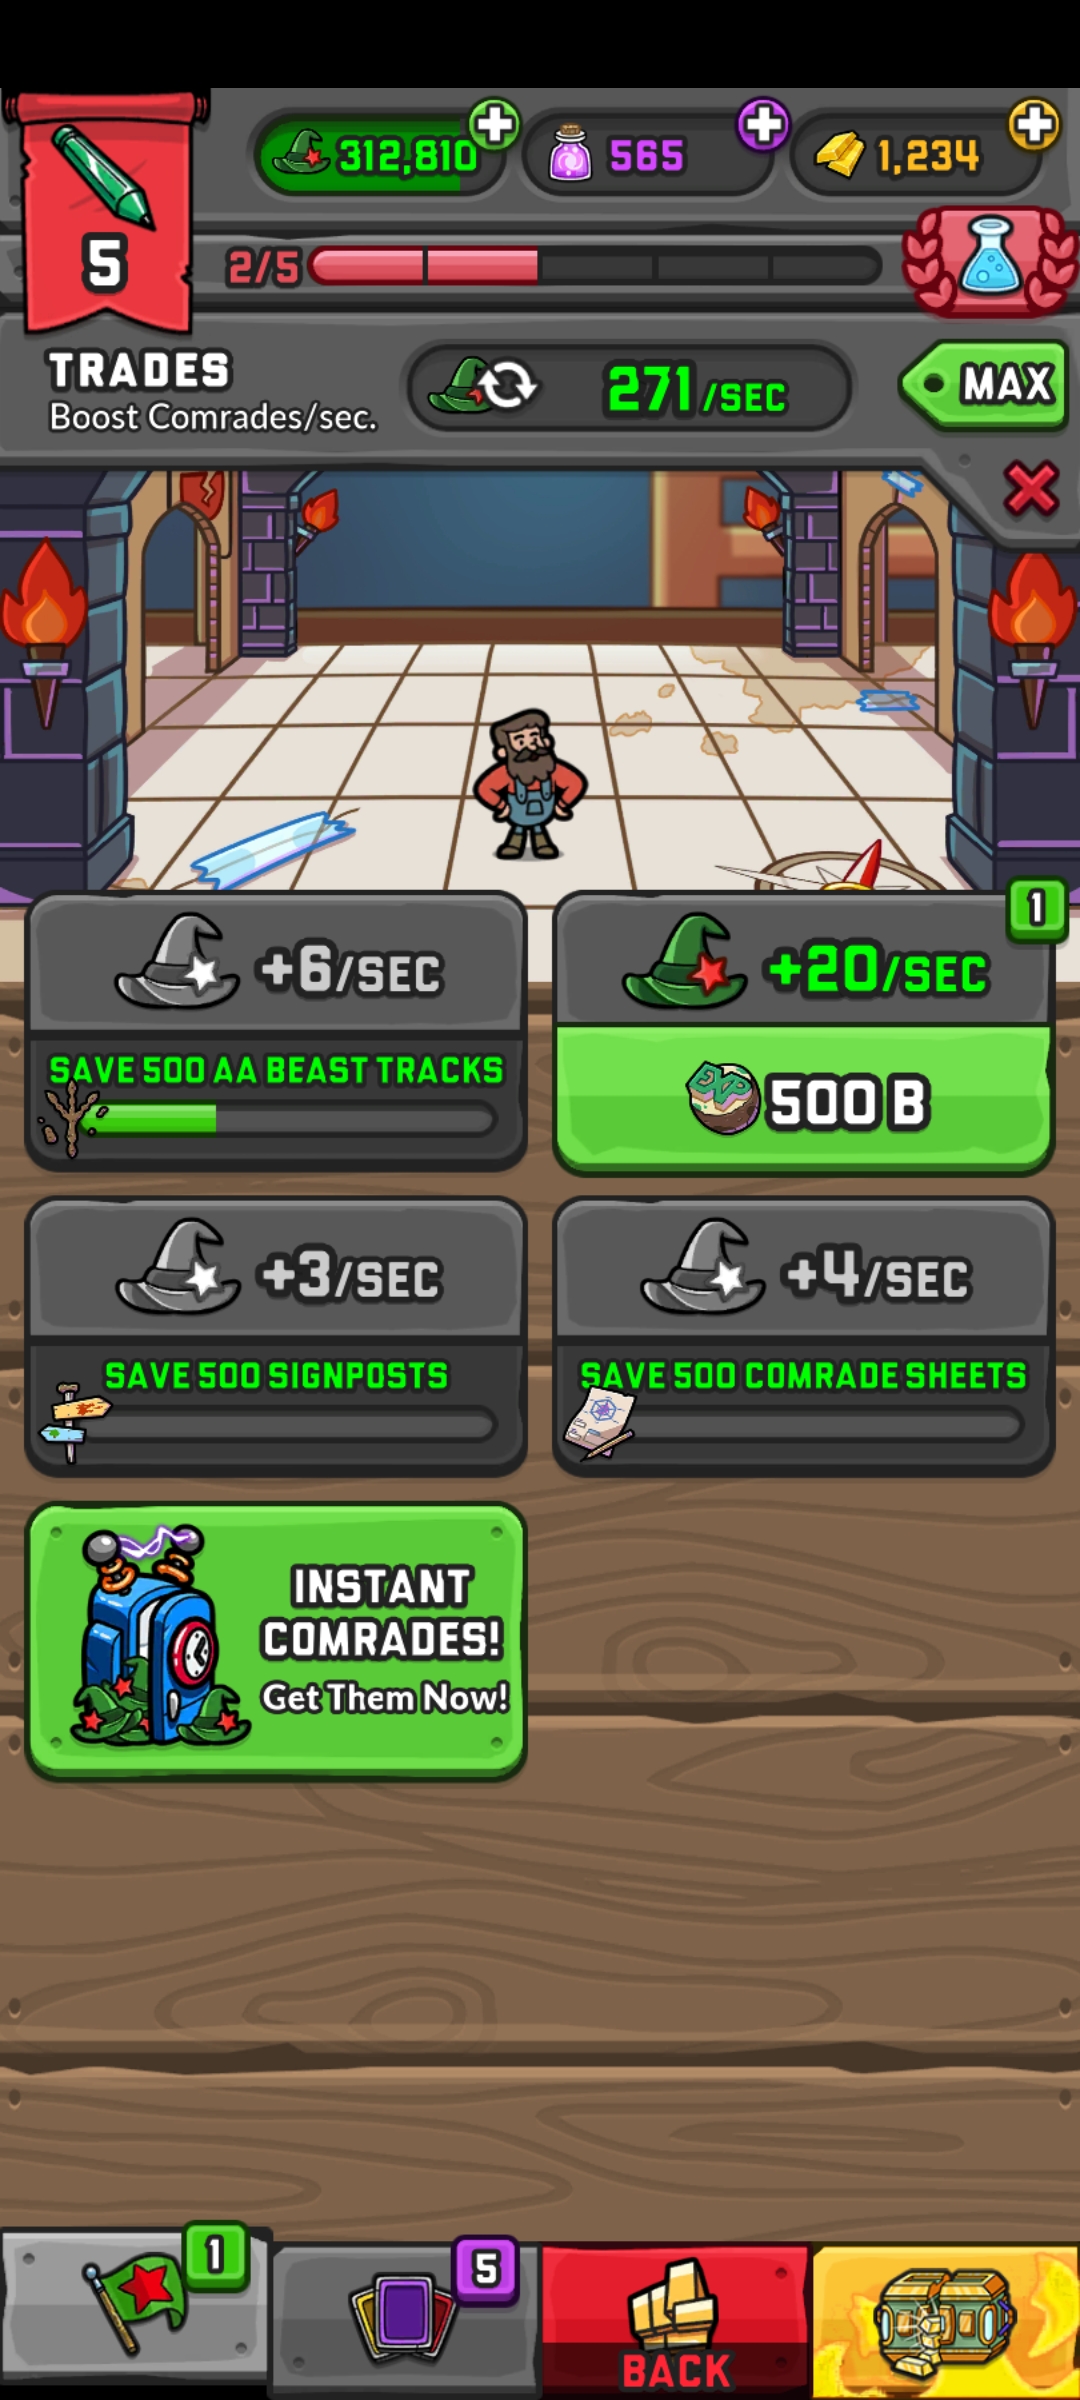 312,810
565
1,234
5
2/5
TRADES
Boost Comrades/sec.
271/SEC
MAX
1
+6/SEC
+20/SEC
SAVE 500 AA BEAST TRACKS
EXP
500 B
+3/SEC
+4/SEC
SAVE 500 SIGNPOSTS
SAVE 500 COMRADE SHEETS
INSTANT
COMRADES!
Get Them Now!
1
5
BACK